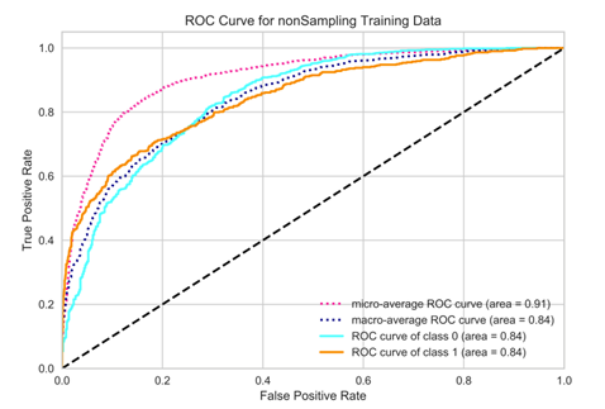 ROC Curve for nonSampling Training Data
1.0
0.8
0.6
0.4
0.2
0.0
True Positive Rate
micro-average ROC curve (area = 0.91)
macro-average ROC curve (area = 0.84)
ROC curve of class 0 (area = 0.84)
ROC curve of class 1 (area = 0.84)
0.0 0.2 0.4 0.6 0.8 1.0
False Positive Rate